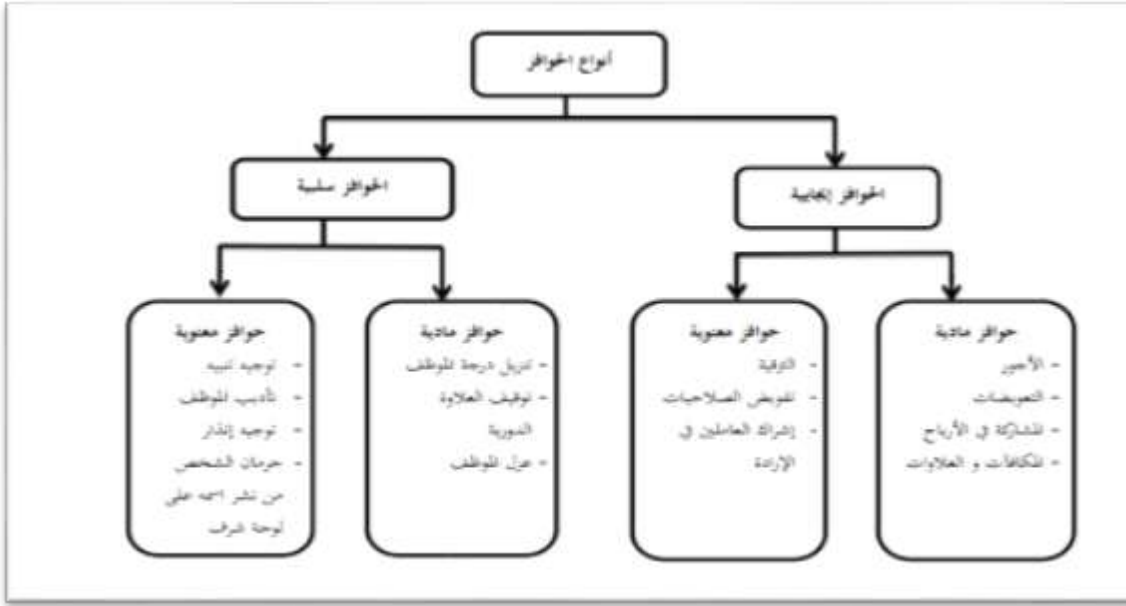 أنواع الحوافز
الحوافز إيجابية
الحوافز سلبية
حوافز مادية
- الأجور
- التعويضات
- المشاركة في الأرباح
- المكافآت و العلاوات
حوافز معنوية
- الترقية
- تفويض الصلاحيات
- إشراك العاملين في
الإرادة
حوافز مادية
- تنزيل درجة الموظف
- توقيف العلاوة
الدورية
- عزل الموظف
حوافز معنوية
- توجيه تنبيه
- تأديب الموظف
- توجيه إنذار
- حرمان الشخص
من نشر اسمه على
لوحة شرف